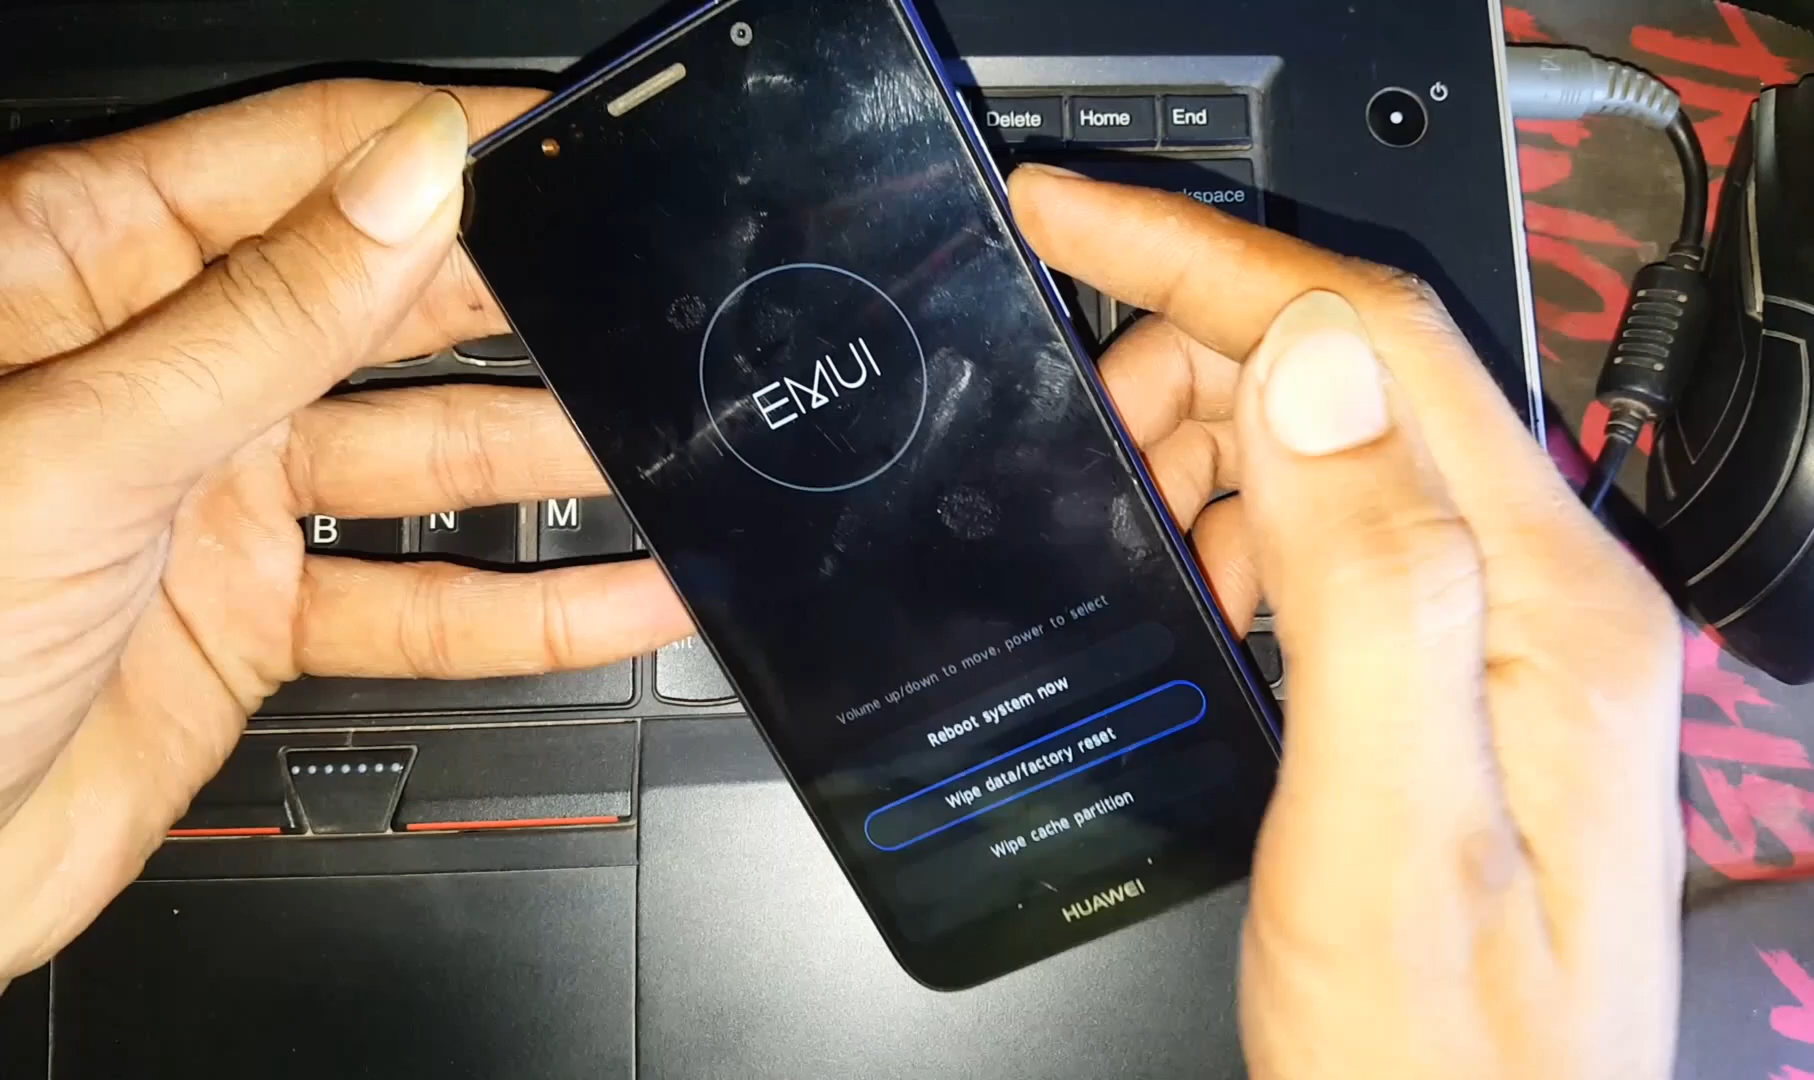 Delete Home End
kspace
EMUI
B N M
Alt
Volume up/down to move, power to select
Reboot system now
Wipe data/factory reset
Wipe cache partition
HUAWEI